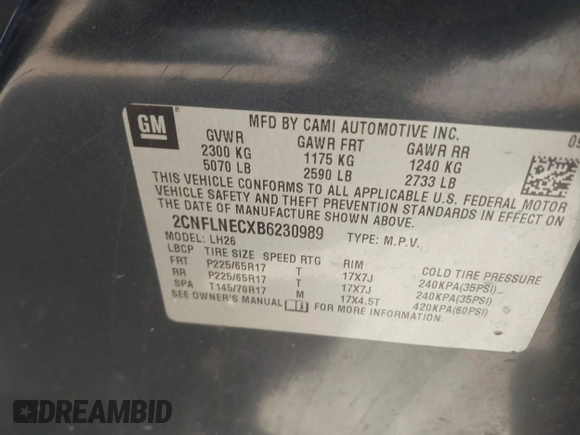 GM
MFD BY CAMI AUTOMOTIVE INC.
GVWR GAWR FRT GAWR RR
2300 KG 1175 KG 1240 KG
5070 LB 2590 LB 2733 LB
THIS VEHICLE CONFORMS TO ALL APPLICABLE U.S. FEDERAL MOTOR
VEHICLE SAFETY AND THEFT PREVENTION STANDARDS IN EFFECT ON
THE DATE OF MANUFACTURE SHOWN ABOVE.
2CNFLNECXB6230989 TYPE: M.P.V.
MODEL: LH26
LBCP TIRE SIZE SPEED RTG RIM COLD TIRE PRESSURE
FRT P225/65R17 T 17X7J 240KPA(35PSI)
RR P225/65R17 T 17X7J 240KPA(35PSI)
SPA T145/70R17 M 17X4.5T 420KPA(60PSI)
SEE OWNER'S MANUAL FOR MORE INFORMATION.
DREAMBID